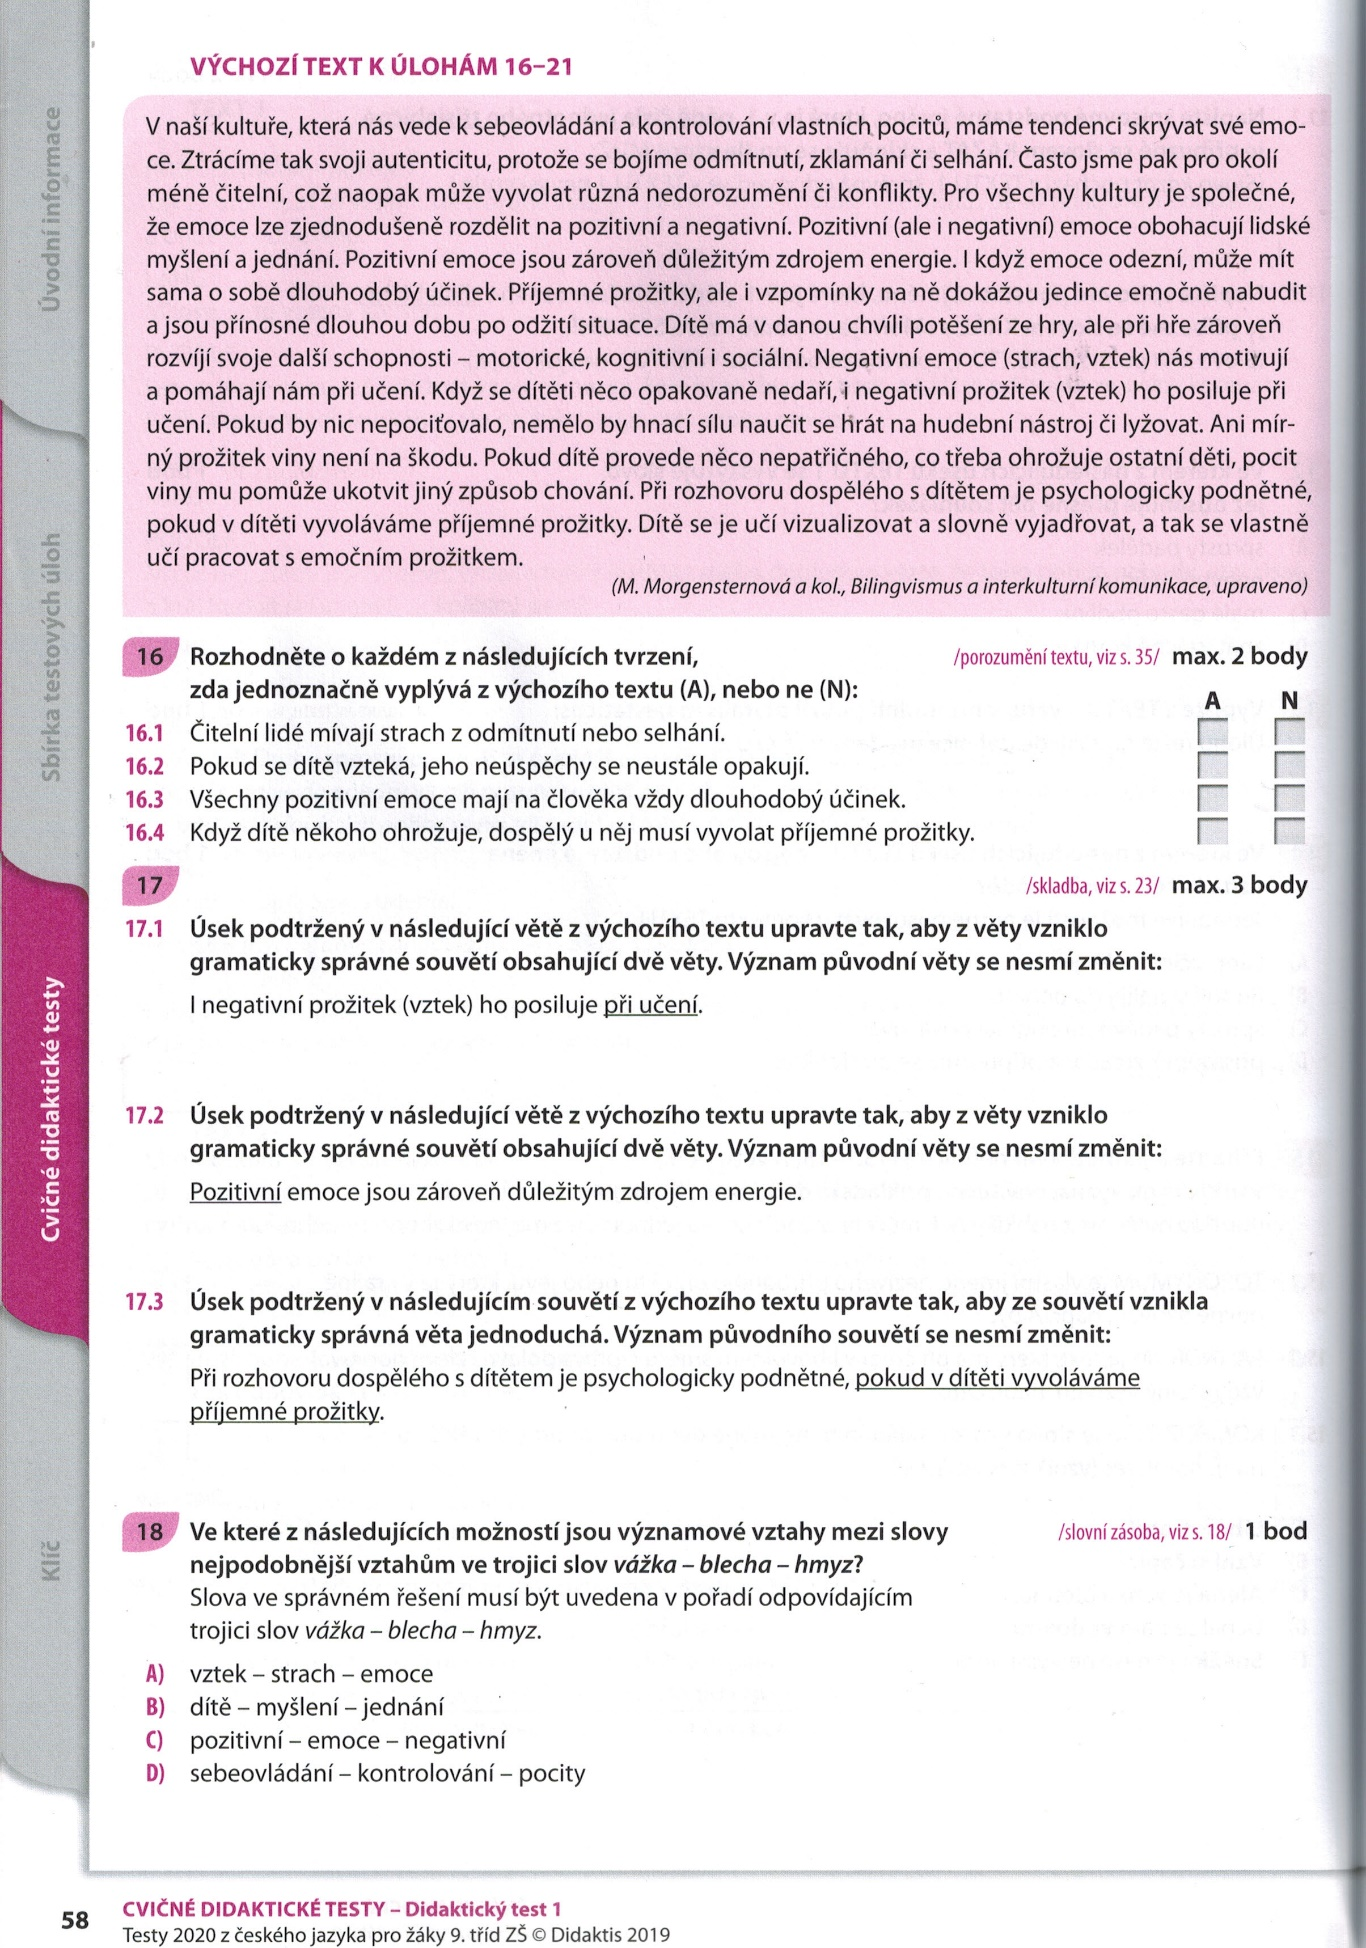 VÝCHOZÍ TEXT K ÚLOHÁM 16–21
V naší kultuře, která nás vede k sebeovládání a kontrolování vlastních pocitů, máme tendenci skrývat své emo-
ce. Ztrácíme tak svoji autenticitu, protože se bojíme odmítnutí, zklamání či selhání. Často jsme pak pro okolí
méně čitelní, což naopak může vyvolat různá nedorozumění či konflikty. Pro všechny kultury je společné,
že emoce lze zjednodušeně rozdělit na pozitivní a negativní. Pozitivní (ale i negativní) emoce obohacují lidské
myšlení a jednání. Pozitivní emoce jsou zároveň důležitým zdrojem energie. I když emoce odezní, může mít
sama o sobě dlouhodobý účinek. Příjemné prožitky, ale i vzpomínky na ně dokážou jedince emočně nabudit
a jsou přínosné dlouhou dobu po odžití situace. Dítě má v danou chvíli potěšení ze hry, ale při hře zároveň
rozvíjí svoje další schopnosti – motorické, kognitivní i sociální. Negativní emoce (strach, vztek) nás motivují
a pomáhají nám při učení. Když se dítěti něco opakovaně nedaří, i negativní prožitek (vztek) ho posiluje při
učení. Pokud by nic nepociťovalo, nemělo by hnací sílu naučit se hrát na hudební nástroj či lyžovat. Ani mír-
ný prožitek viny není na škodu. Pokud dítě provede něco nepatřičného, co třeba ohrožuje ostatní děti, pocit
viny mu pomůže ukotvit jiný způsob chování. Při rozhovoru dospělého s dítětem je psychologicky podnětné,
pokud v dítěti vyvoláváme příjemné prožitky. Dítě se je učí vizualizovat a slovně vyjadřovat, a tak se vlastně
učí pracovat s emočním prožitkem.
(M. Morgensternová a kol., Bilingvismus a interkulturní komunikace, upraveno)
16 Rozhodněte o každém z následujících tvrzení, /porozumění textu, viz s. 35/ max. 2 body
zda jednoznačně vyplývá z výchozího textu (A), nebo ne (N): A N
16.1 Čitelní lidé mívají strach z odmítnutí nebo selhání.
16.2 Pokud se dítě vzteká, jeho neúspěchy se neustále opakují.
16.3 Všechny pozitivní emoce mají na člověka vždy dlouhodobý účinek.
16.4 Když dítě někoho ohrožuje, dospělý u něj musí vyvolat příjemné prožitky.
17 /skladba, viz s. 23/ max. 3 body
17.1 Úsek podtržený v následující větě z výchozího textu upravte tak, aby z věty vzniklo
gramaticky správné souvětí obsahující dvě věty. Význam původní věty se nesmí změnit:
I negativní prožitek (vztek) ho posiluje při učení.
17.2 Úsek podtržený v následující větě z výchozího textu upravte tak, aby z věty vzniklo
gramaticky správné souvětí obsahující dvě věty. Význam původní věty se nesmí změnit:
Pozitivní emoce jsou zároveň důležitým zdrojem energie.
17.3 Úsek podtržený v následujícím souvětí z výchozího textu upravte tak, aby ze souvětí vznikla
gramaticky správná věta jednoduchá. Význam původního souvětí se nesmí změnit:
Při rozhovoru dospělého s dítětem je psychologicky podnětné, pokud v dítěti vyvoláváme
příjemné prožitky.
18 Ve které z následujících možností jsou významové vztahy mezi slovy /slovní zásoba, viz s. 18/ 1 bod
nejpodobnější vztahům ve trojici slov vážka – blecha – hmyz?
Slova ve správném řešení musí být uvedena v pořadí odpovídajícím
trojici slov vážka – blecha – hmyz.
A) vztek – strach – emoce
B) dítě – myšlení – jednání
C) pozitivní – emoce – negativní
D) sebeovládání – kontrolování – pocity
58 CVIČNÉ DIDAKTICKÉ TESTY – Didaktický test 1
Testy 2020 z českého jazyka pro žáky 9. tříd ZŠ © Didaktis 2019
Úvodní informace
Sbírka testových úloh
Cvičné didaktické testy
Klíč